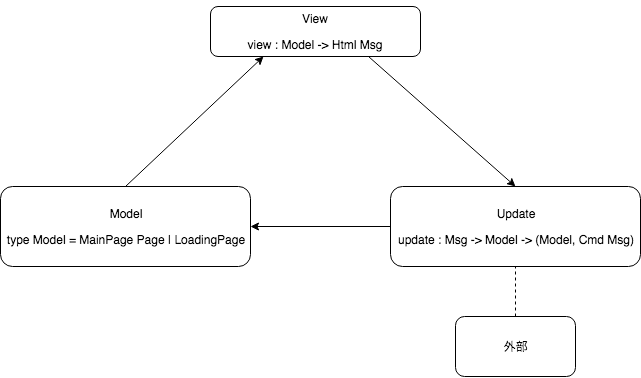 View
view : Model -> Html Msg
Model
type Model = MainPage Page | LoadingPage
Update
update : Msg -> Model -> (Model, Cmd Msg)
外部